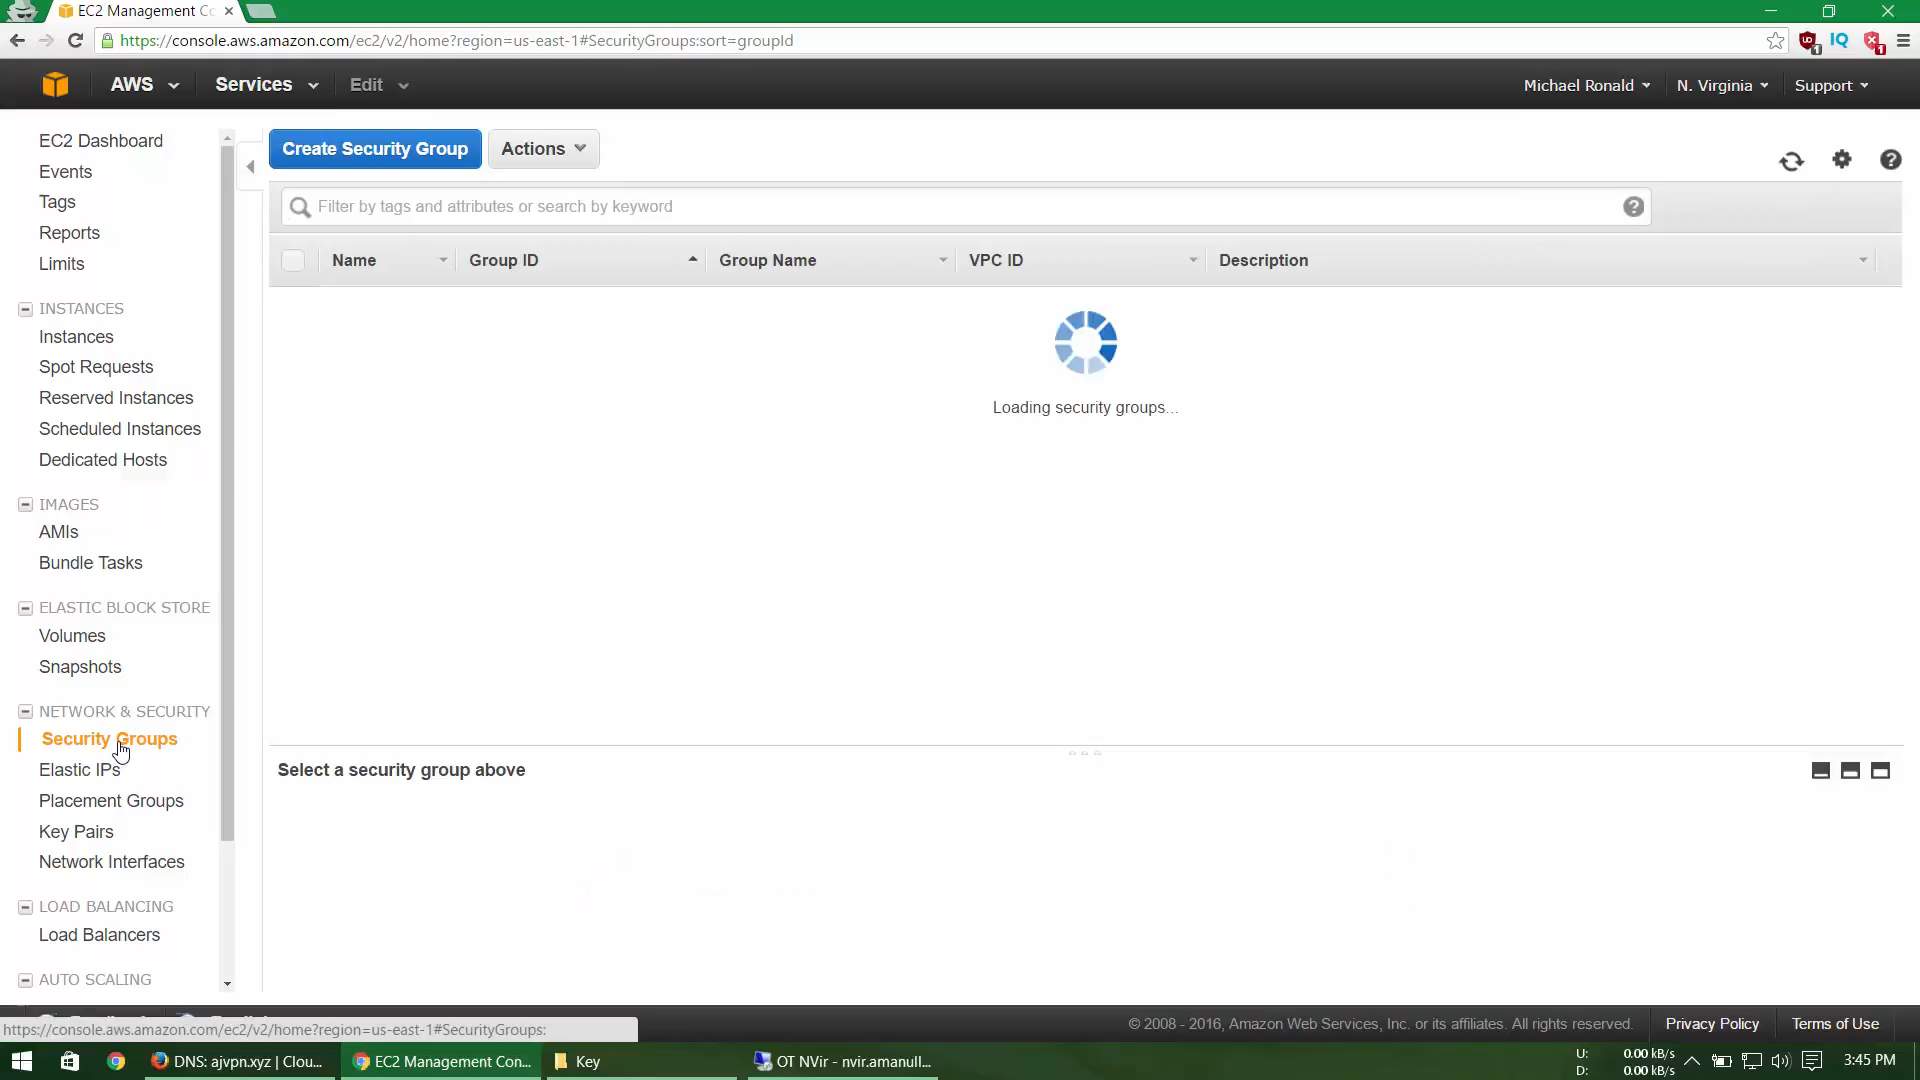 EC2 Management Co
https://console.aws.amazon.com/ec2/v2/home?region=us-east-1#SecurityGroups:sort=groupId
1 IQ 1
AWS Services Edit Michael Ronald N. Virginia Support
EC2 Dashboard
Events
Tags
Reports
Limits
INSTANCES
Instances
Spot Requests
Reserved Instances
Scheduled Instances
Dedicated Hosts
IMAGES
AMIs
Bundle Tasks
ELASTIC BLOCK STORE
Volumes
Snapshots
NETWORK & SECURITY
Security Groups
Elastic IPs
Placement Groups
Key Pairs
Network Interfaces
LOAD BALANCING
Load Balancers
AUTO SCALING
Create Security Group Actions
Filter by tags and attributes or search by keyword
Name Group ID Group Name VPC ID Description
Loading security groups...
Select a security group above
https://console.aws.amazon.com/ec2/v2/home?region=us-east-1#SecurityGroups:
© 2008 - 2016, Amazon Web Services, Inc. or its affiliates. All rights reserved. Privacy Policy Terms of Use
DNS: ajvpn.xyz | Clou... EC2 Management Con... Key OT NVir - nvir.amanull...
U: 0.00 kB/s
D: 0.00 kB/s
3:45 PM